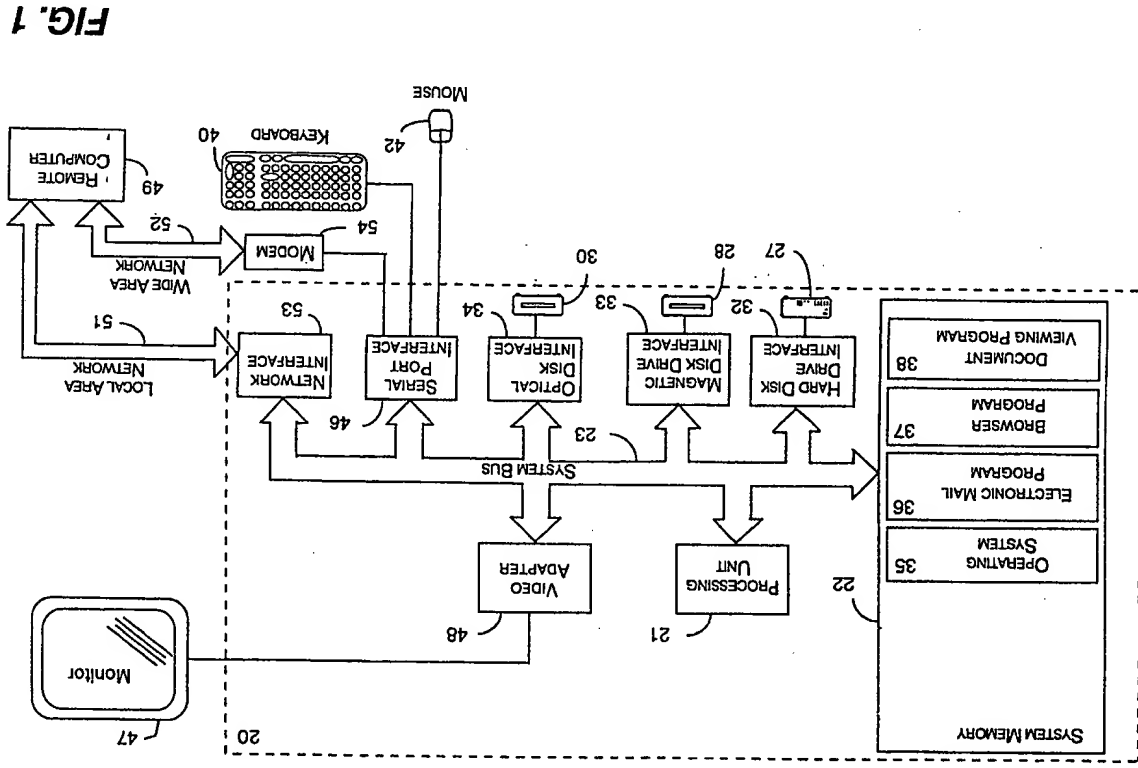 SYSTEM MEMORY
22
OPERATING
SYSTEM
35
ELECTRONIC MAIL
PROGRAM
36
BROWSER
PROGRAM
37
DOCUMENT
VIEWING PROGRAM
38
20
21
PROCESSING
UNIT
48
VIDEO
ADAPTER
47
Monitor
SYSTEM BUS
23
32
HARD DISK
DRIVE
INTERFACE
27
33
MAGNETIC
DISK DRIVE
INTERFACE
28
34
OPTICAL
DISK
INTERFACE
30
46
SERIAL
PORT
INTERFACE
53
NETWORK
INTERFACE
LOCAL AREA
NETWORK
51
WIDE AREA
NETWORK
52
54
MODEM
49
REMOTE
COMPUTER
40
KEYBOARD
42
MOUSE
FIG. 1